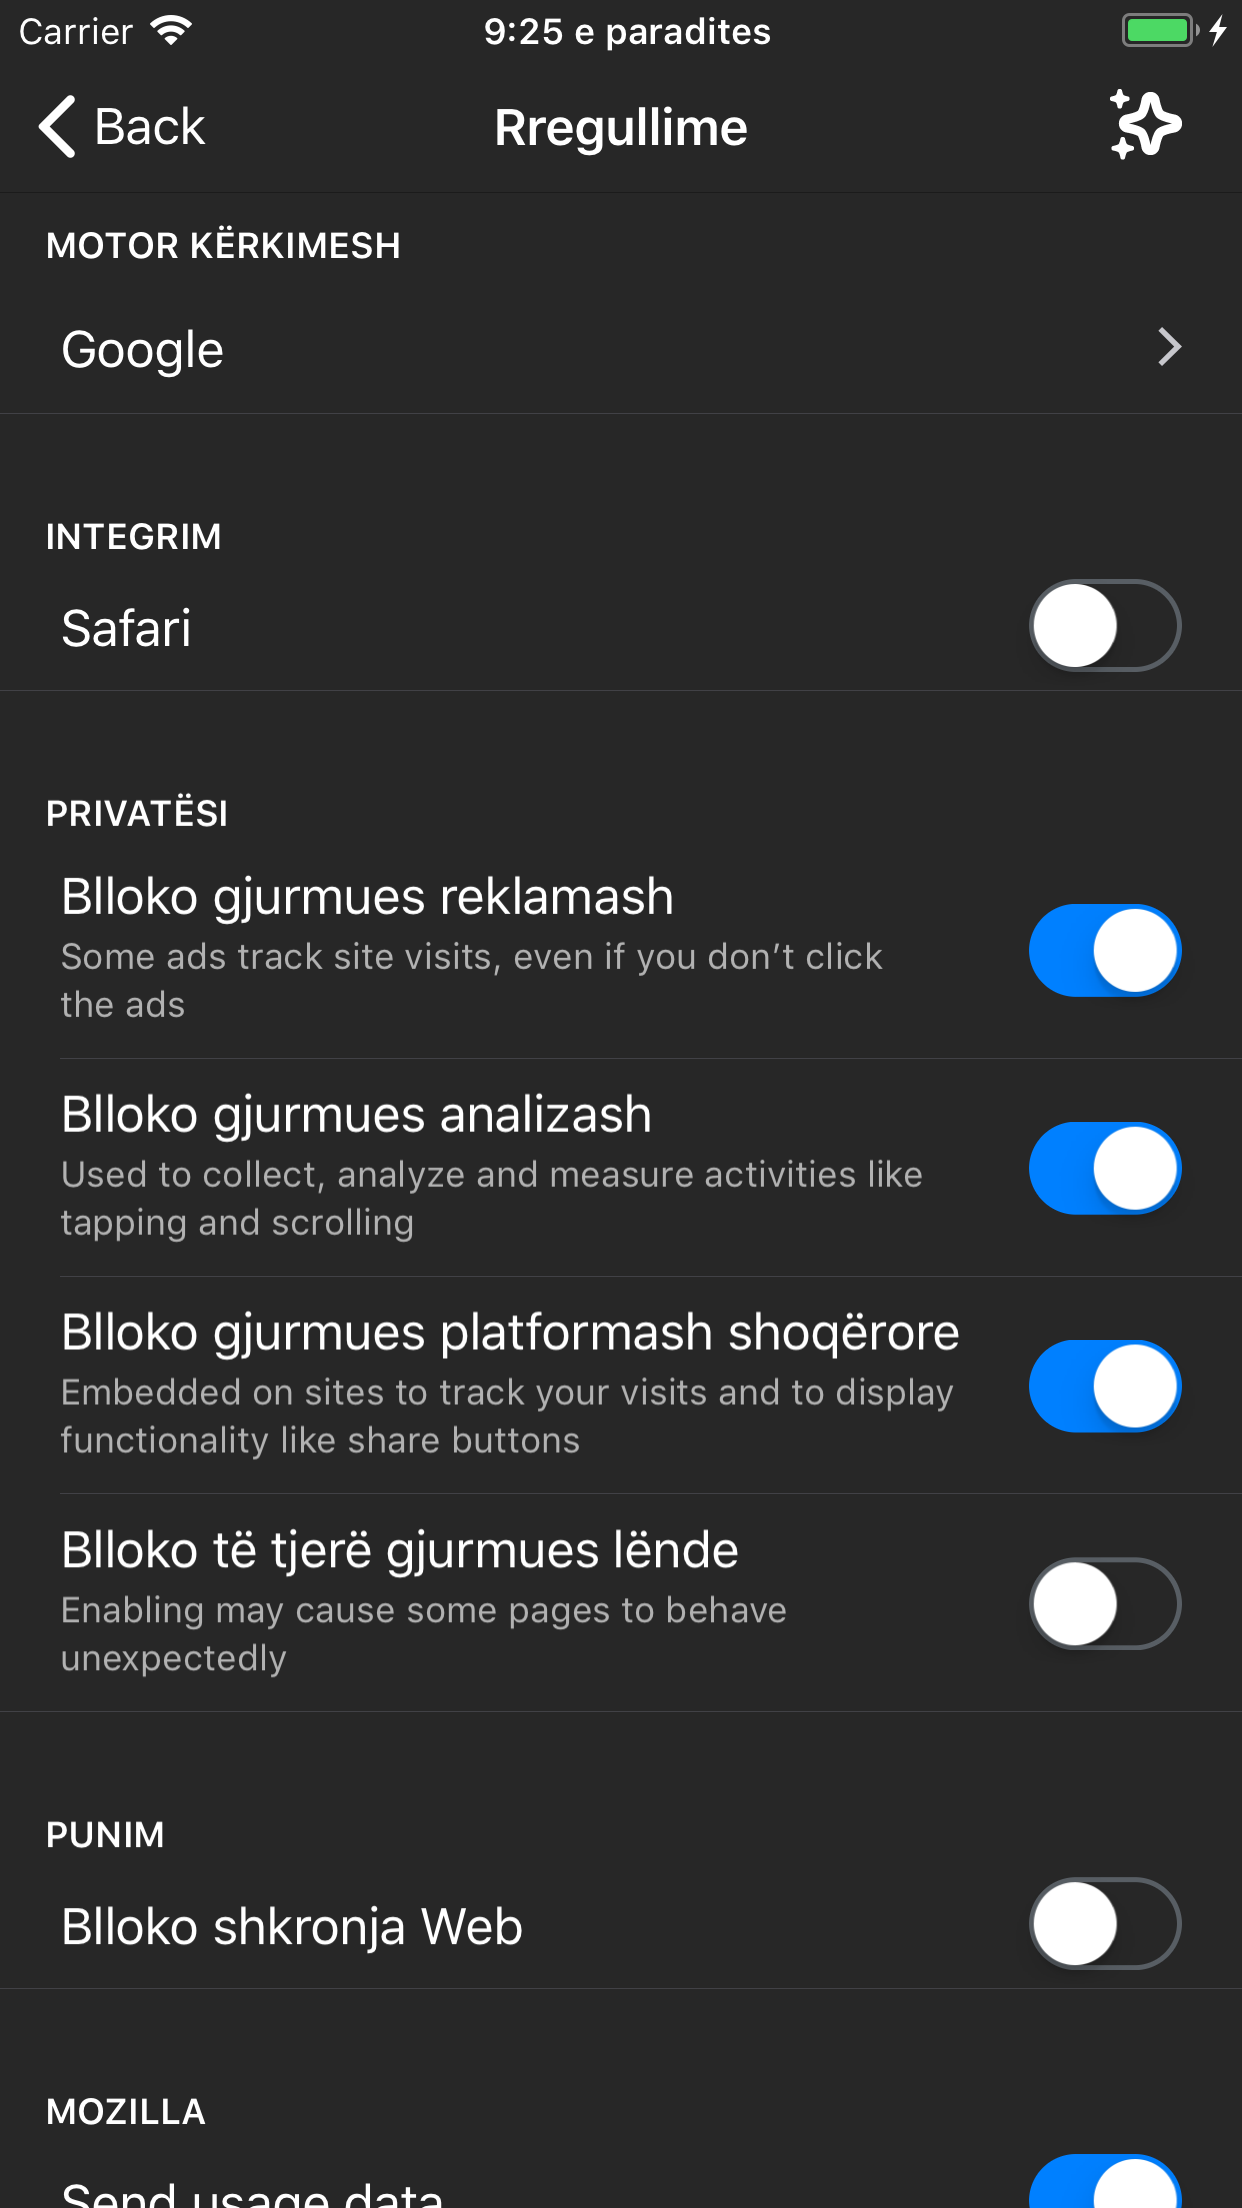 Carrier 9:25 e paradites
Back Rregullime
MOTOR KËRKIMESH
Google
INTEGRIM
Safari
PRIVATËSI
Blloko gjurmues reklamash
Some ads track site visits, even if you don’t click
the ads
Blloko gjurmues analizash
Used to collect, analyze and measure activities like
tapping and scrolling
Blloko gjurmues platformash shoqërore
Embedded on sites to track your visits and to display
functionality like share buttons
Blloko të tjerë gjurmues lënde
Enabling may cause some pages to behave
unexpectedly
PUNIM
Blloko shkronja Web
MOZILLA
Send usage data